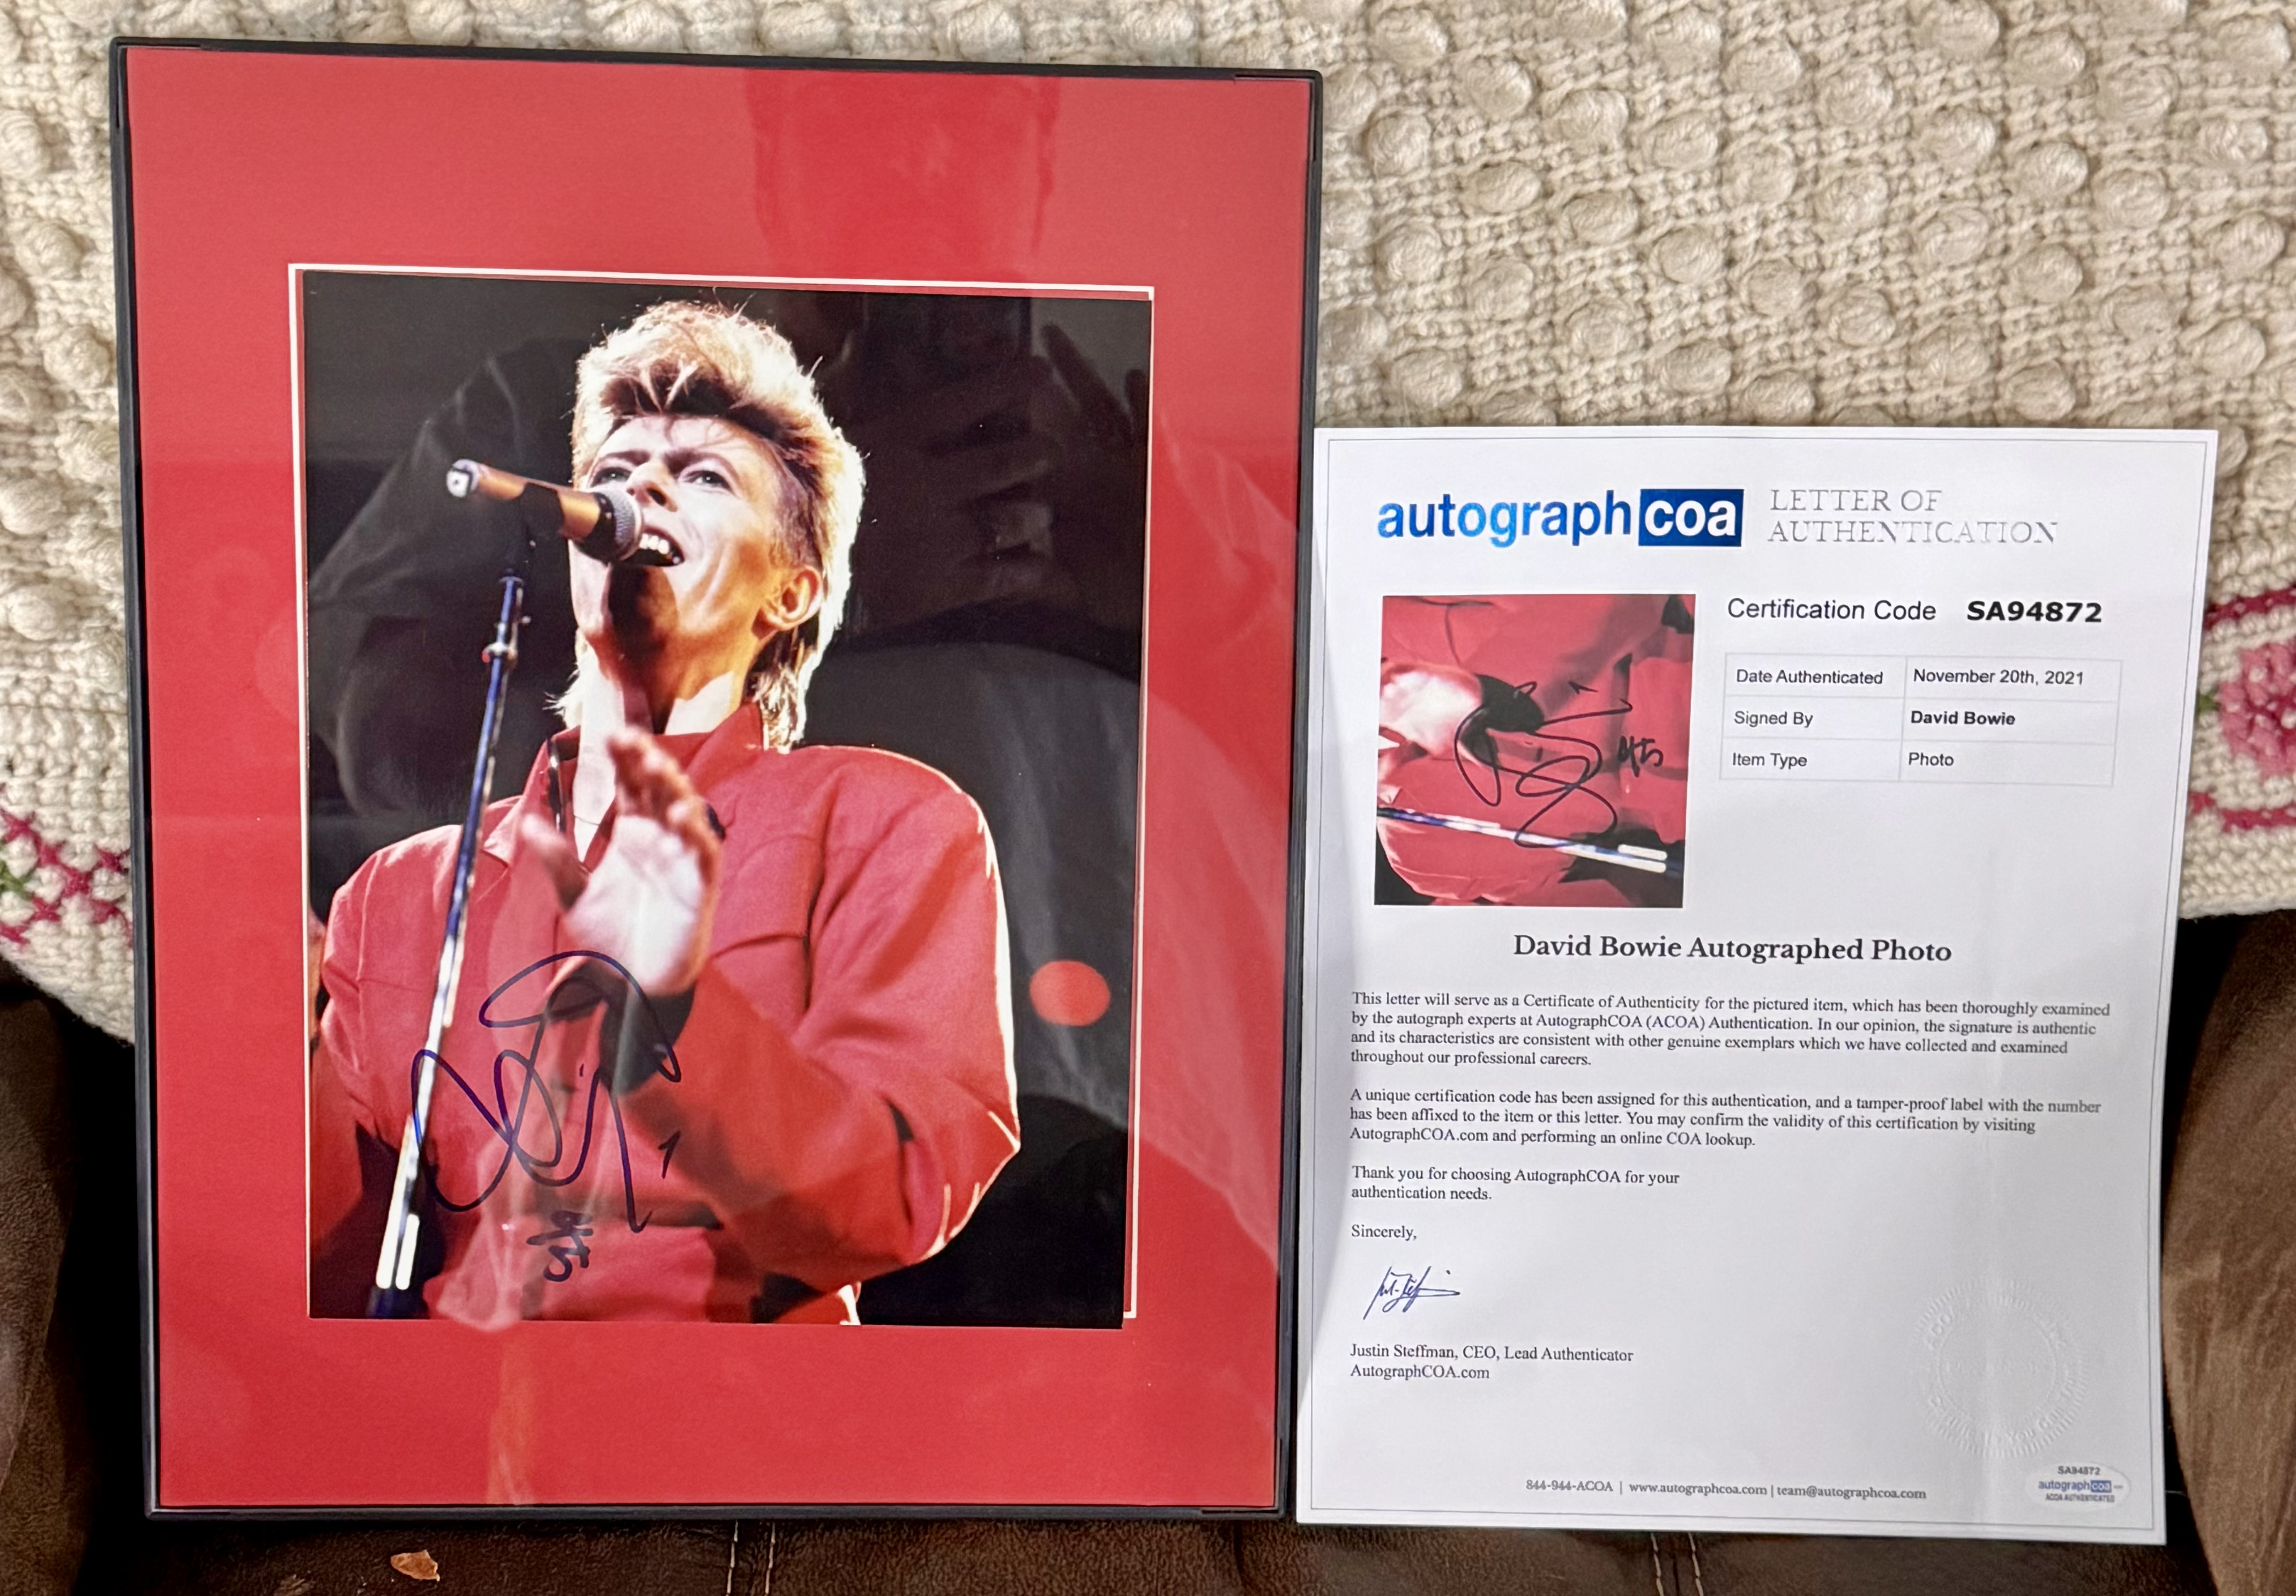 autographcoa
LETTER OF
AUTHENTICATION
Certification Code SA94872
Date Authenticated November 20th, 2021
Signed By David Bowie
Item Type Photo
David Bowie Autographed Photo
This letter will serve as a Certificate of Authenticity for the pictured item, which has been thoroughly examined
by the autograph experts at AutographCOA (ACOA) Authentication. In our opinion, the signature is authentic
and its characteristics are consistent with other genuine exemplars which we have collected and examined
throughout our professional careers.
A unique certification code has been assigned for this authentication, and a tamper-proof label with the number
has been affixed to the item or this letter. You may confirm the validity of this certification by visiting
AutographCOA.com and performing an online COA lookup.
Thank you for choosing AutographCOA for your
authentication needs.
Sincerely,
Justin Steffman, CEO, Lead Authenticator
AutographCOA.com
844-944-ACOA | www.autographcoa.com | team@autographcoa.com
SA94872
autographcoa
ACOA AUTHENTICATED